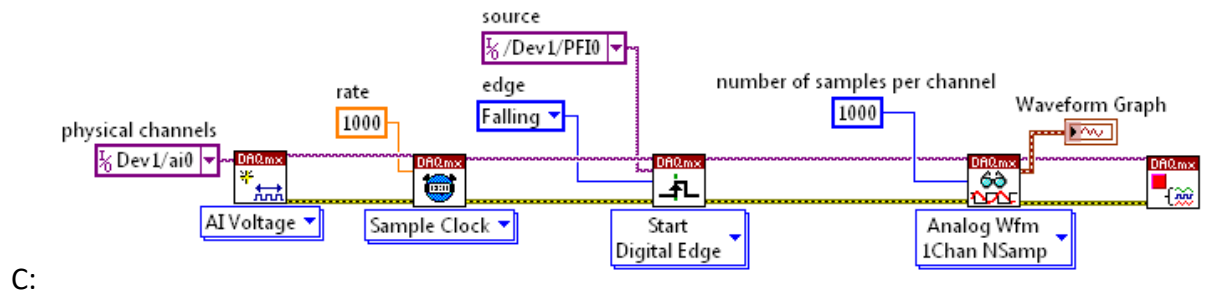 source
I/O /Dev1/PFI0
edge
Falling
rate
1000
number of samples per channel
1000
Waveform Graph
physical channels
I/O Dev1/ai0
DAQmx
DAQmx
DAQmx
DAQmx
DAQmx
AI Voltage
Sample Clock
Start
Digital Edge
Analog Wfm
1Chan NSamp
C: